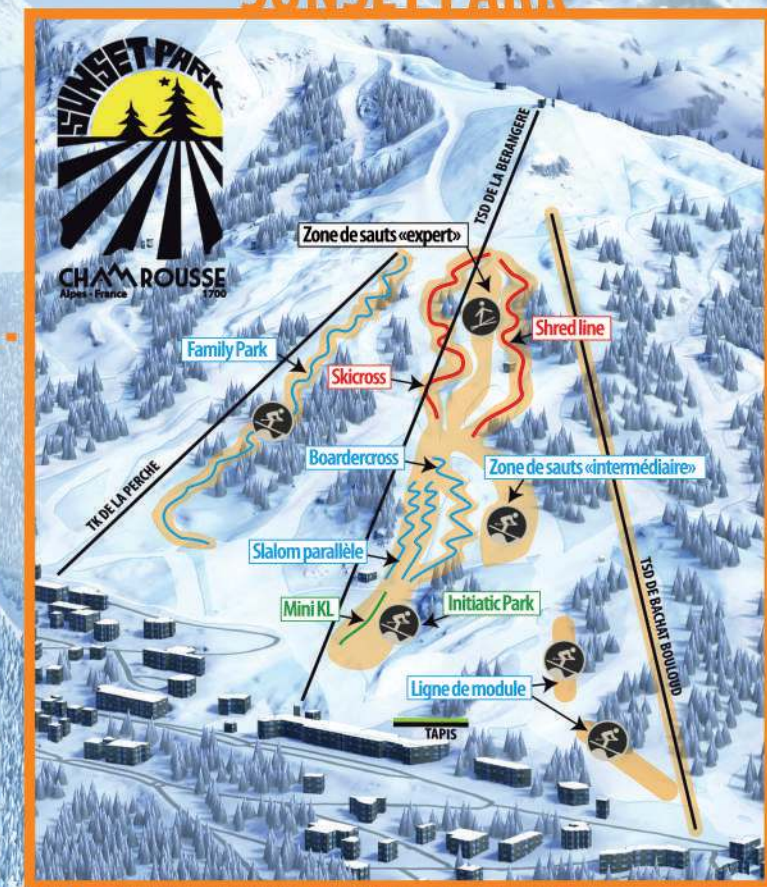 SUNSET PARK
SUNSET PARK
CHAMROUSSE
Alpes - France 1700
TSD DE LA BERANGERE
Zone de sauts «expert»
Family Park
Shred line
Skicross
Boardercross
Zone de sauts «intermédiaire»
TK DE LA PERCHE
Slalom parallèle
TSD DE BACHAT BOULOUD
Mini KL
Initiatic Park
Ligne de module
TAPIS